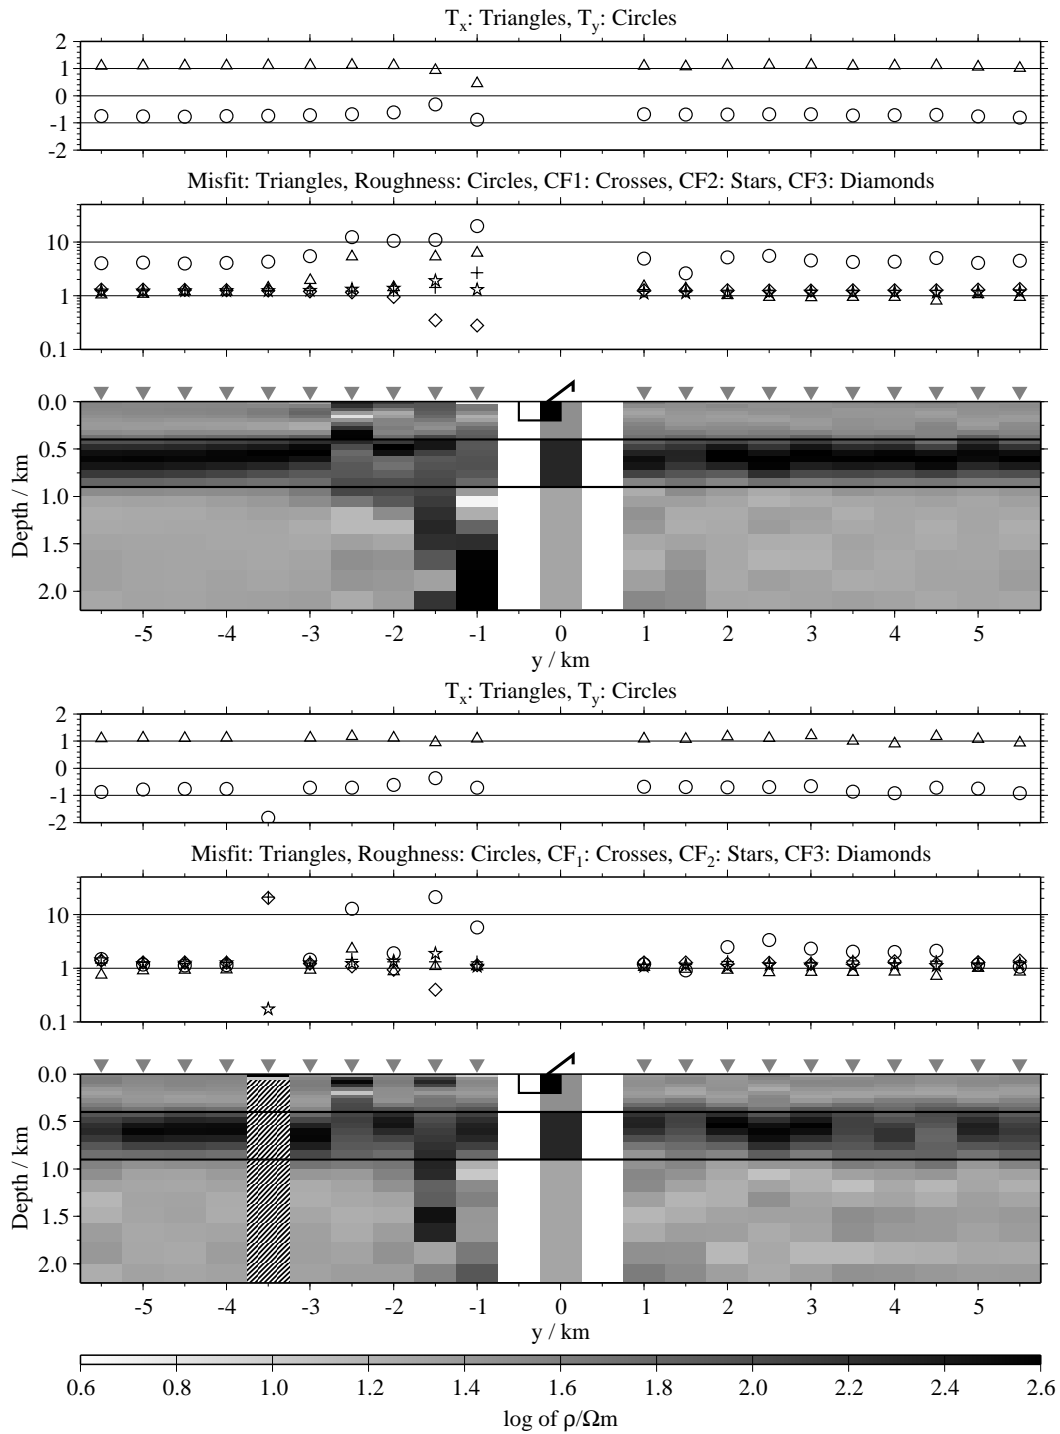 Tx: Triangles, Ty: Circles
2
1
0
-1
-2
Misfit: Triangles, Roughness: Circles, CF1: Crosses, CF2: Stars, CF3: Diamonds
10
1
0.1
Depth / km
0.0
0.5
1.0
1.5
2.0
-5 -4 -3 -2 -1 0 1 2 3 4 5
y / km
Tx: Triangles, Ty: Circles
2
1
0
-1
-2
Misfit: Triangles, Roughness: Circles, CF1: Crosses, CF2: Stars, CF3: Diamonds
10
1
0.1
Depth / km
0.0
0.5
1.0
1.5
2.0
-5 -4 -3 -2 -1 0 1 2 3 4 5
y / km
0.6 0.8 1.0 1.2 1.4 1.6 1.8 2.0 2.2 2.4 2.6
log of ρ/Ωm